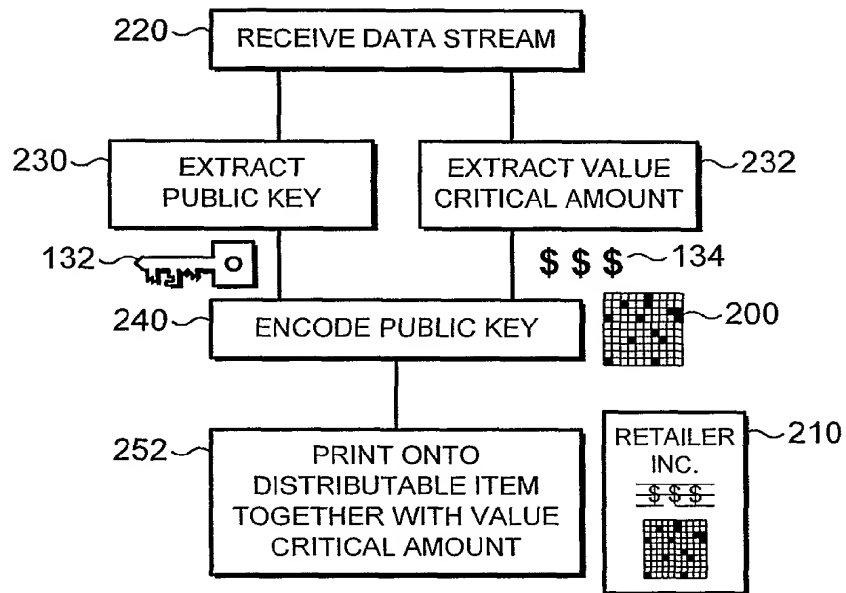 220
RECEIVE DATA STREAM
230
EXTRACT
PUBLIC KEY
EXTRACT VALUE
CRITICAL AMOUNT
232
132
$ $ $
134
240
ENCODE PUBLIC KEY
200
252
PRINT ONTO
DISTRIBUTABLE ITEM
TOGETHER WITH VALUE
CRITICAL AMOUNT
RETAILER
INC.
$ $ $
210